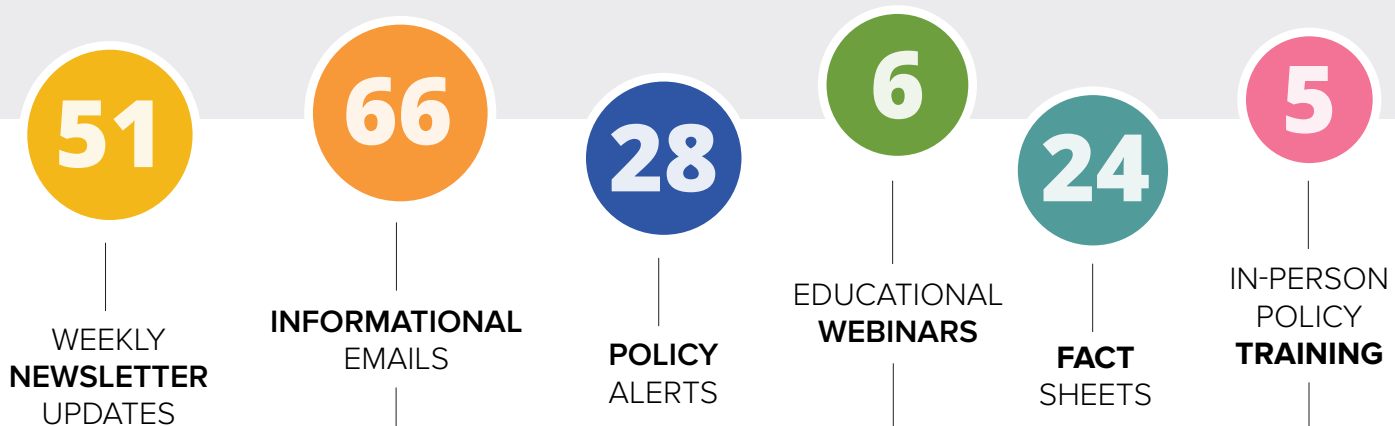 51
WEEKLY
NEWSLETTER
UPDATES
66
INFORMATIONAL
EMAILS
28
POLICY
ALERTS
6
EDUCATIONAL
WEBINARS
24
FACT
SHEETS
5
IN-PERSON
POLICY
TRAINING